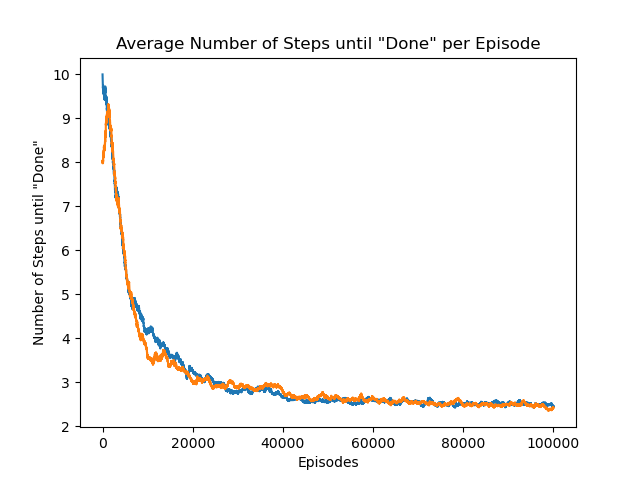 Average Number of Steps until "Done" per Episode
10
9
8
7
6
5
4
3
2
Number of Steps until "Done"
0 20000 40000 60000 80000 100000
Episodes